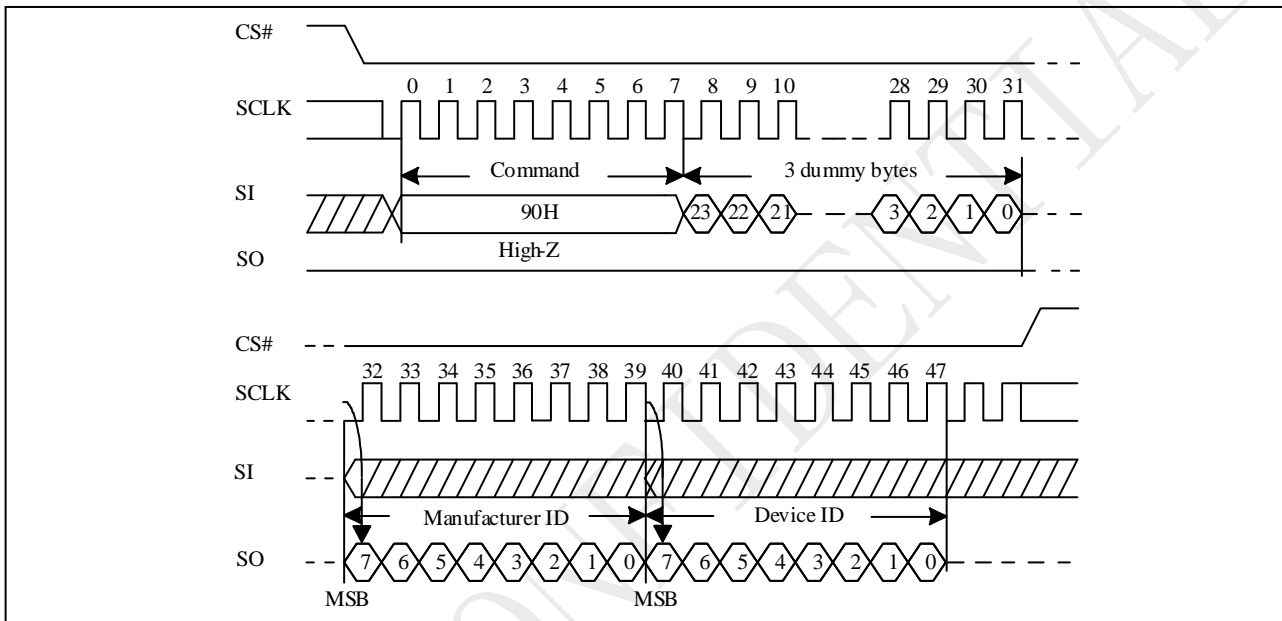 CS#
0 1 2 3 4 5 6 7 8 9 10 28 29 30 31
SCLK
Command 3 dummy bytes
SI
90H 23 22 21 3 2 1 0
High-Z
SO
CS#
32 33 34 35 36 37 38 39 40 41 42 43 44 45 46 47
SCLK
SI
Manufacturer ID Device ID
SO 7 6 5 4 3 2 1 0 7 6 5 4 3 2 1 0
MSB MSB
CONFIDENTIAL